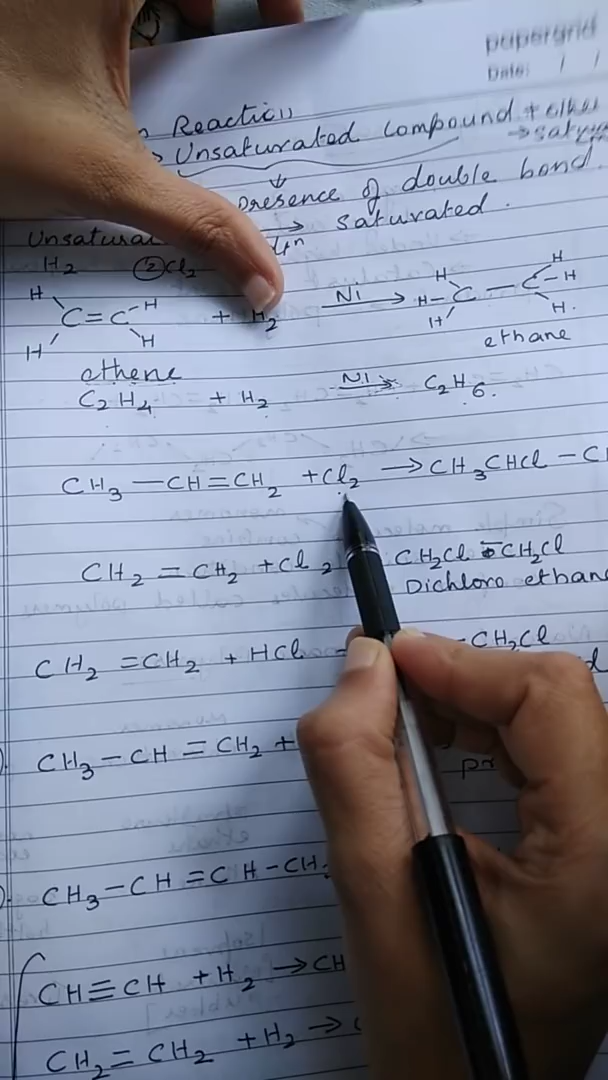 papergrid
Date: / /
Reaction
Unsaturated compound +
Presence of double bond.
saturated.
H2 ② Cl2
H H H H
C=C + H2 Ni → H-C-C-H
H H H H.
ethene ethane
C2H4 + H2 Ni → C2H6.
CH3-CH=CH2 + Cl2 → CH3CHCl-C
CH2=CH2 + Cl2 CH2Cl-CH2Cl
Dichloro ethan
CH2=CH2 + HCl -CH2Cl
CH3-CH=CH2 +
CH3-CH=CH-CH
CH≡CH + H2 → CH
CH2=CH2 + H2 →